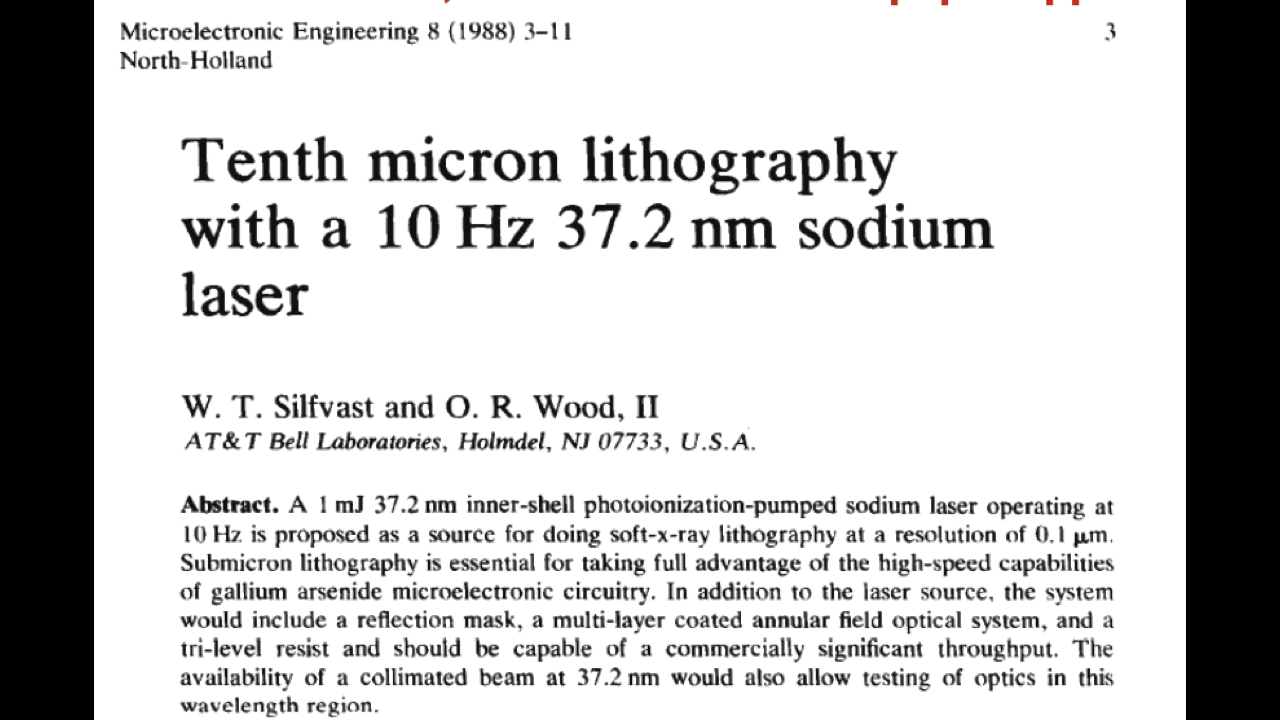 Microelectronic Engineering 8 (1988) 3–11 3
North-Holland
Tenth micron lithography
with a 10 Hz 37.2 nm sodium
laser
W. T. Silfvast and O. R. Wood, II
AT&T Bell Laboratories, Holmdel, NJ 07733, U.S.A.
Abstract. A 1 mJ 37.2 nm inner-shell photoionization-pumped sodium laser operating at
10 Hz is proposed as a source for doing soft-x-ray lithography at a resolution of 0.1 μm.
Submicron lithography is essential for taking full advantage of the high-speed capabilities
of gallium arsenide microelectronic circuitry. In addition to the laser source, the system
would include a reflection mask, a multi-layer coated annular field optical system, and a
tri-level resist and should be capable of a commercially significant throughput. The
availability of a collimated beam at 37.2 nm would also allow testing of optics in this
wavelength region.